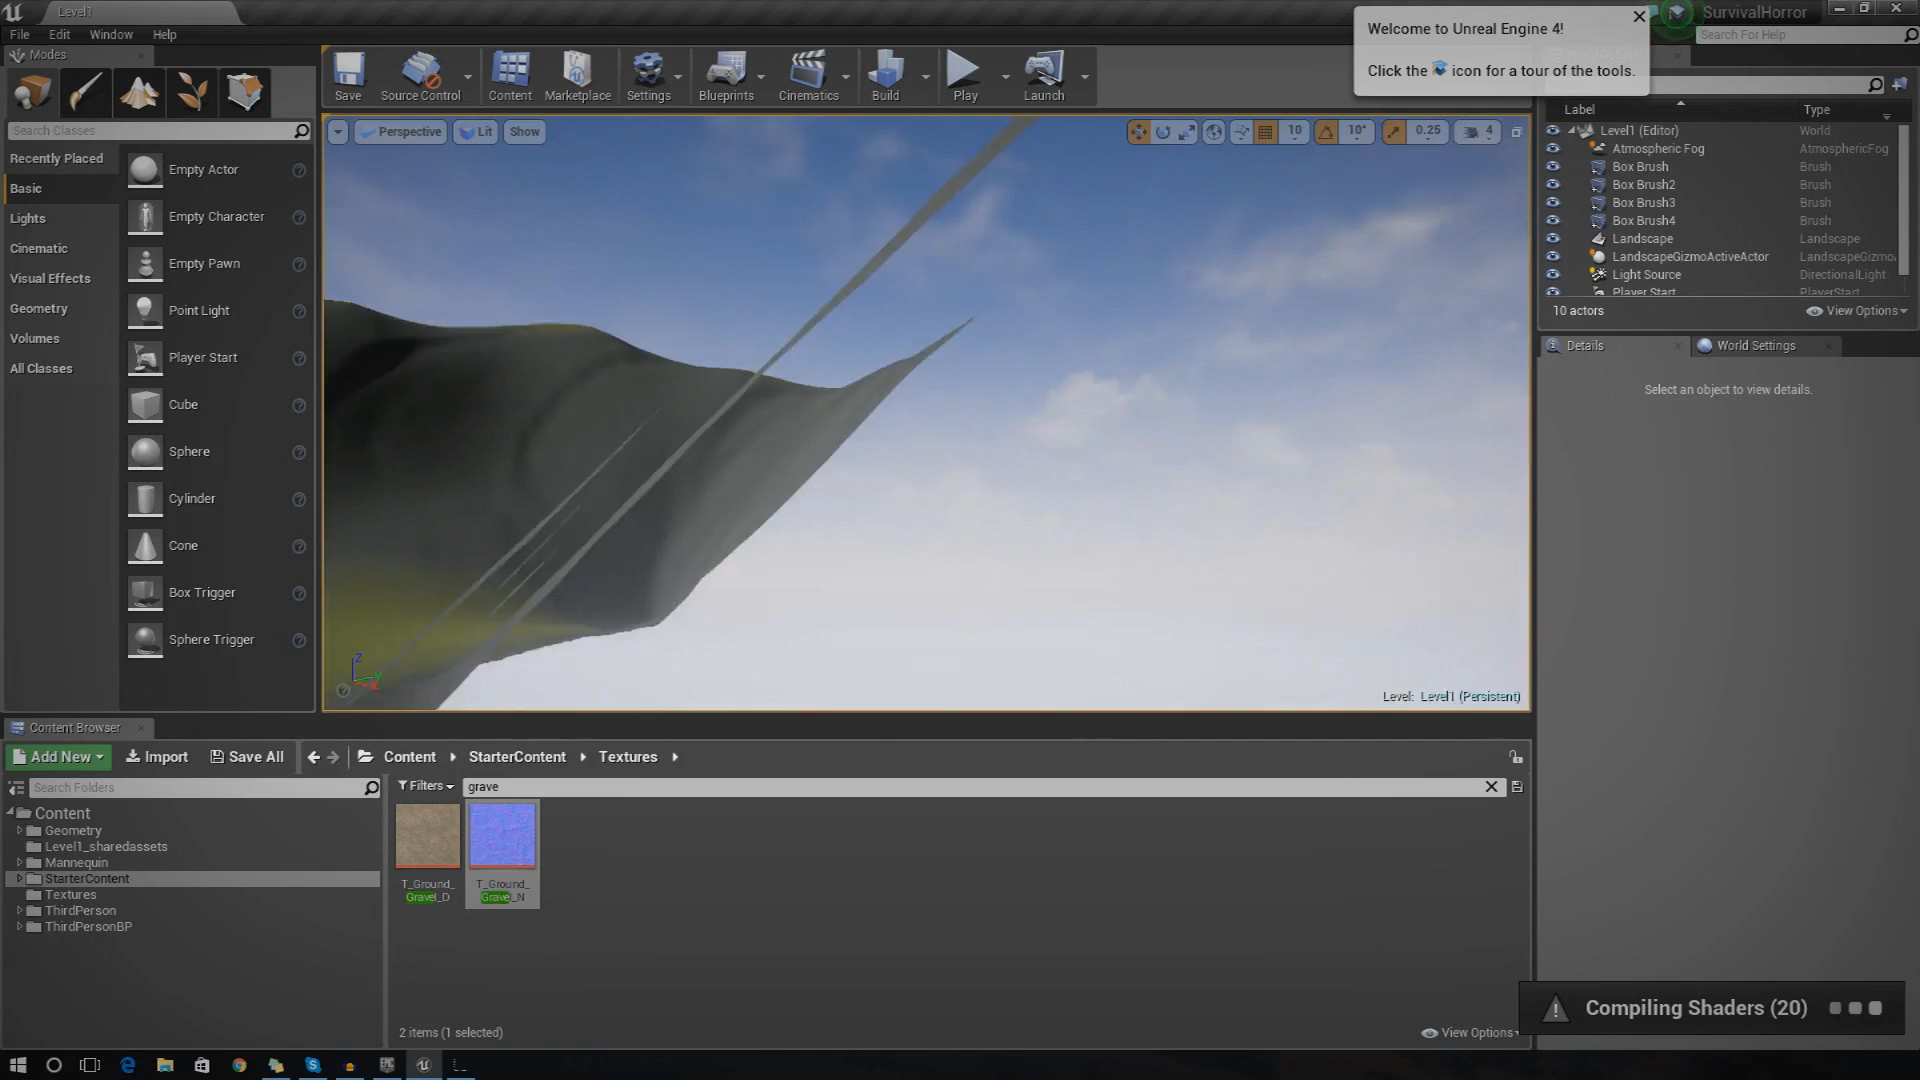 Level1
SurvivalHorror
File Edit Window Help
Search For Help
Welcome to Unreal Engine 4!
Click the icon for a tour of the tools.
Modes
Save
Source Control
Content
Marketplace
Settings
Blueprints
Cinematics
Build
Play
Launch
Search Classes
Recently Placed
Basic
Lights
Cinematic
Visual Effects
Geometry
Volumes
All Classes
Empty Actor
Empty Character
Empty Pawn
Point Light
Player Start
Cube
Sphere
Cylinder
Cone
Box Trigger
Sphere Trigger
Perspective Lit Show
10 10° 0.25 4
Z
Y
X
Level: Level1 (Persistent)
Label Type
Level1 (Editor) World
Atmospheric Fog AtmosphericFog
Box Brush Brush
Box Brush2 Brush
Box Brush3 Brush
Box Brush4 Brush
Landscape Landscape
LandscapeGizmoActiveActor LandscapeGizmo
Light Source DirectionalLight
Player Start PlayerStart
10 actors View Options
Details World Settings
Select an object to view details.
Content Browser
Add New Import Save All Content StarterContent Textures
Search Folders
Filters grave
Content
Geometry
Level1_sharedassets
Mannequin
StarterContent
Textures
ThirdPerson
ThirdPersonBP
T_Ground_
Gravel_D
T_Ground_
Grave_N
2 items (1 selected) View Options
Compiling Shaders (20)
EPIC